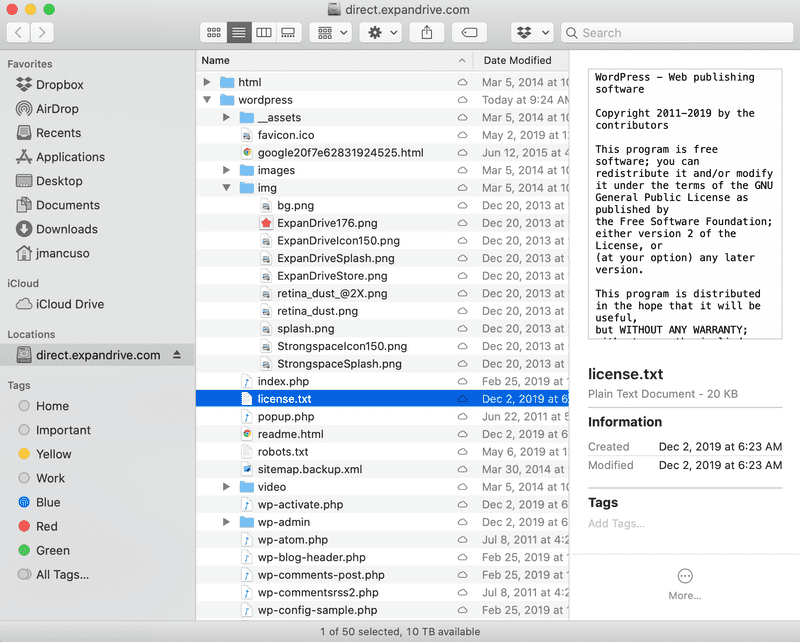 direct.expandrive.com
Search
Favorites
Dropbox
AirDrop
Recents
Applications
Desktop
Documents
Downloads
jmancuso
iCloud
iCloud Drive
Locations
direct.expandrive.com
Tags
Home
Important
Yellow
Work
Blue
Red
Green
All Tags...
Name Date Modified
html Mar 5, 2014 at 10
wordpress Today at 9:24 AM
__assets Mar 5, 2014 at 10
favicon.ico May 2, 2019 at 12
google20f7e62831924525.html Jun 12, 2015 at 4
images Mar 5, 2014 at 10
img Mar 5, 2014 at 10
bg.png Dec 20, 2013 at
ExpanDrive176.png Dec 20, 2013 at
ExpanDriveIcon150.png Dec 20, 2013 at
ExpanDriveSplash.png Dec 20, 2013 at
ExpanDriveStore.png Dec 20, 2013 at
retina_dust_@2X.png Dec 20, 2013 at
retina_dust.png Dec 20, 2013 at
splash.png Dec 20, 2013 at
StrongspaceIcon150.png Dec 20, 2013 at
StrongspaceSplash.png Dec 20, 2013 at
index.php Feb 25, 2019 at
license.txt Dec 2, 2019 at 6
popup.php Jun 22, 2011 at 5
readme.html Dec 2, 2019 at 6
robots.txt May 6, 2019 at 1
sitemap.backup.xml Mar 30, 2014 at
video Mar 5, 2014 at 10
wp-activate.php Dec 2, 2019 at 6
wp-admin Dec 2, 2019 at 6
wp-atom.php Jul 8, 2011 at 4:2
wp-blog-header.php Feb 25, 2019 at
wp-comments-post.php Feb 25, 2019 at
wp-commentsrss2.php Jul 8, 2011 at 4:2
wp-config-sample.php Feb 25, 2019 at
WordPress - Web publishing
software
Copyright 2011-2019 by the
contributors
This program is free
software; you can
redistribute it and/or modify
it under the terms of the GNU
General Public License as
published by
the Free Software Foundation;
either version 2 of the
License, or
(at your option) any later
version.
This program is distributed
in the hope that it will be
useful,
but WITHOUT ANY WARRANTY;
license.txt
Plain Text Document - 20 KB
Information
Created Dec 2, 2019 at 6:23 AM
Modified Dec 2, 2019 at 6:23 AM
Tags
Add Tags...
More...
1 of 50 selected, 10 TB available